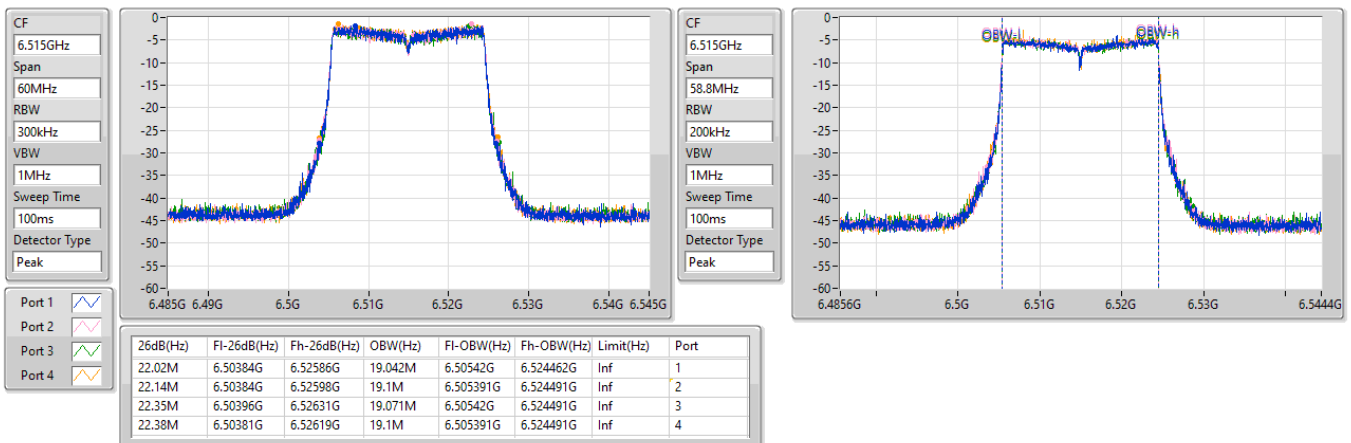 CF
6.515GHz
Span
60MHz
RBW
300kHz
VBW
1MHz
Sweep Time
100ms
Detector Type
Peak
0
-5
-10
-15
-20
-25
-30
-35
-40
-45
-50
-55
-60
6.485G 6.49G 6.5G 6.51G 6.52G 6.53G 6.54G 6.545G
CF
6.515GHz
Span
58.8MHz
RBW
200kHz
VBW
1MHz
Sweep Time
100ms
Detector Type
Peak
0
-5
-10
-15
-20
-25
-30
-35
-40
-45
-50
-55
-60
OBW-l OBW-h
6.4856G 6.5G 6.51G 6.52G 6.53G 6.5444G
Port 1
Port 2
Port 3
Port 4
26dB(Hz) Fl-26dB(Hz) Fh-26dB(Hz) OBW(Hz) Fl-OBW(Hz) Fh-OBW(Hz) Limit(Hz) Port
22.02M 6.50384G 6.52586G 19.042M 6.50542G 6.524462G Inf 1
22.14M 6.50384G 6.52598G 19.1M 6.505391G 6.524491G Inf 2
22.35M 6.50396G 6.52631G 19.071M 6.50542G 6.524491G Inf 3
22.38M 6.50381G 6.52619G 19.1M 6.505391G 6.524491G Inf 4